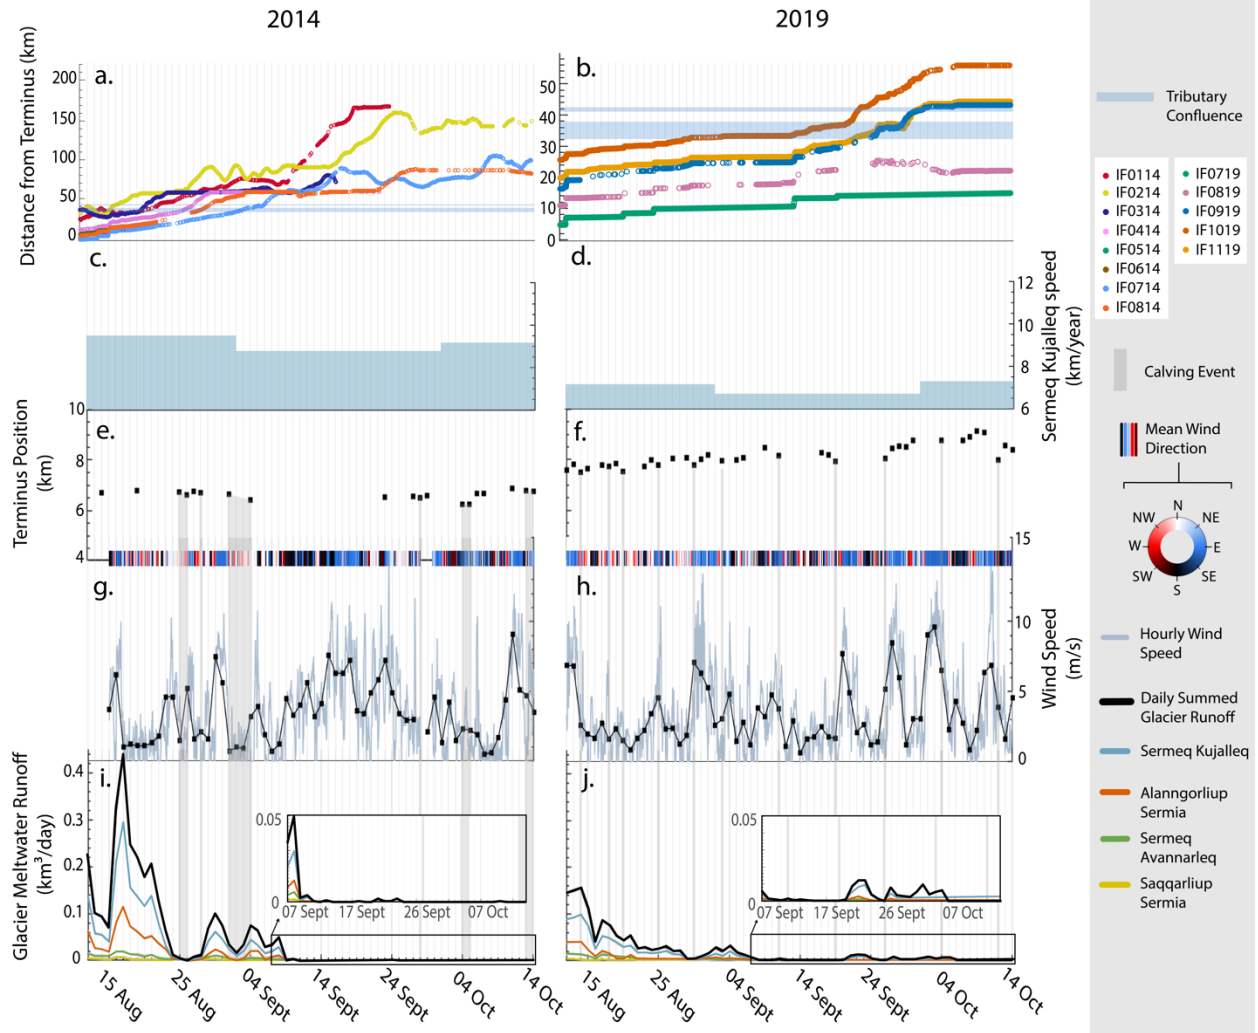 2014
2019
Distance from Terminus (km)
200
150
100
50
0
a.
50
40
30
20
10
0
b.
c.
d.
12
10
8
6
Sermeq Kujalleq speed
(km/year)
Terminus Position
(km)
10
8
6
4
e.
f.
15
10
5
0
Wind Speed
(m/s)
g.
h.
Glacier Meltwater Runoff
(km³/day)
0.4
0.3
0.2
0.1
0
i.
0.05
0
07 Sept
17 Sept
26 Sept
07 Oct
j.
0.05
0
07 Sept
17 Sept
26 Sept
07 Oct
15 Aug
25 Aug
04 Sept
14 Sept
24 Sept
04 Oct
14 Oct
15 Aug
25 Aug
04 Sept
14 Sept
24 Sept
04 Oct
14 Oct
Tributary
Confluence
IF0114
IF0214
IF0314
IF0414
IF0514
IF0614
IF0714
IF0814
IF0719
IF0819
IF0919
IF1019
IF1119
Calving Event
Mean Wind
Direction
N
NW
NE
W
E
SW
SE
S
Hourly Wind
Speed
Daily Summed
Glacier Runoff
Sermeq Kujalleq
Alanngorliup
Sermia
Sermeq
Avannarleq
Saqqarliup
Sermia